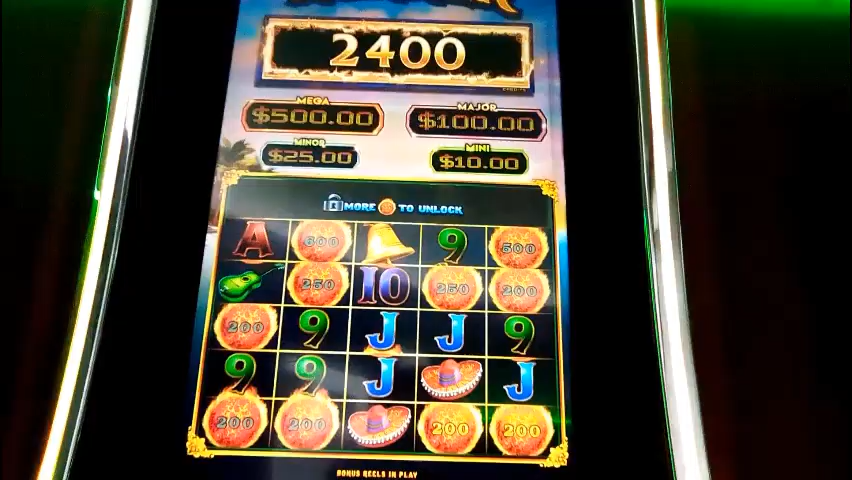 2400
MEGA
$500.00
MAJOR
$100.00
MINOR
$25.00
MINI
$10.00
MORE TO UNLOCK
A 600 9 500
250 10 250 200
200 9 J J 9
9 9 J J
200 200 200 200
BONUS REELS IN PLAY